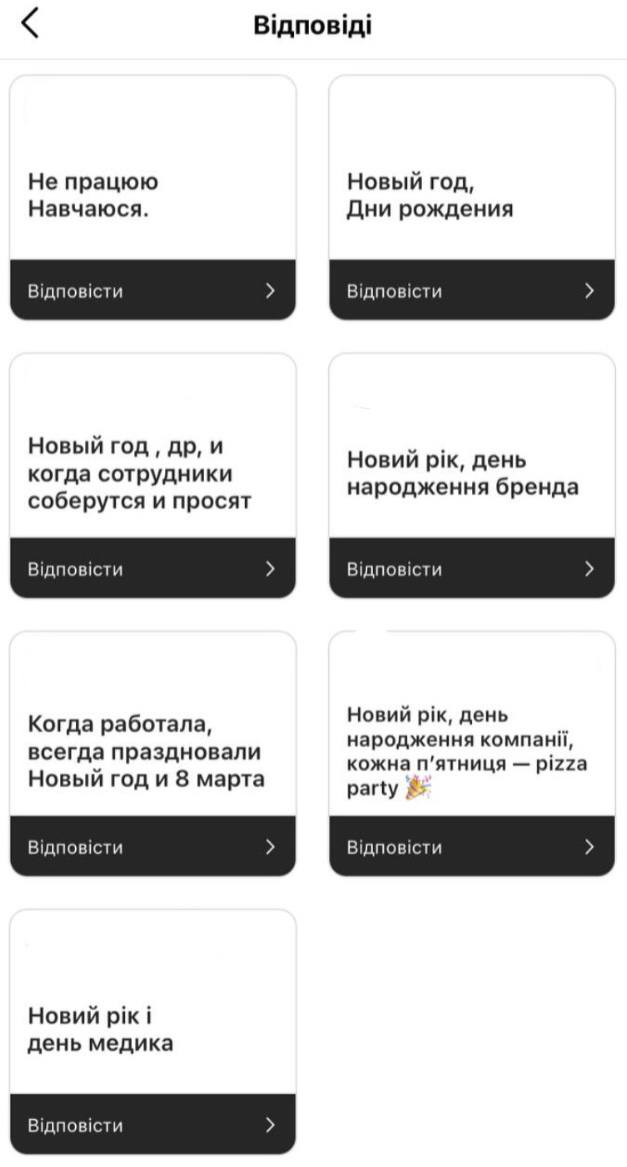 Відповіді
Не працюю
Навчаюся.
Відповісти
Новый год,
Дни рождения
Відповісти
Новый год , др, и
когда сотрудники
соберутся и просят
Відповісти
Новий рік, день
народження бренда
Відповісти
Когда работала,
всегда праздновали
Новый год и 8 марта
Відповісти
Новий рік, день
народження компанії,
кожна п’ятниця — pizza
party 🎉
Відповісти
Новий рік і
день медика
Відповісти